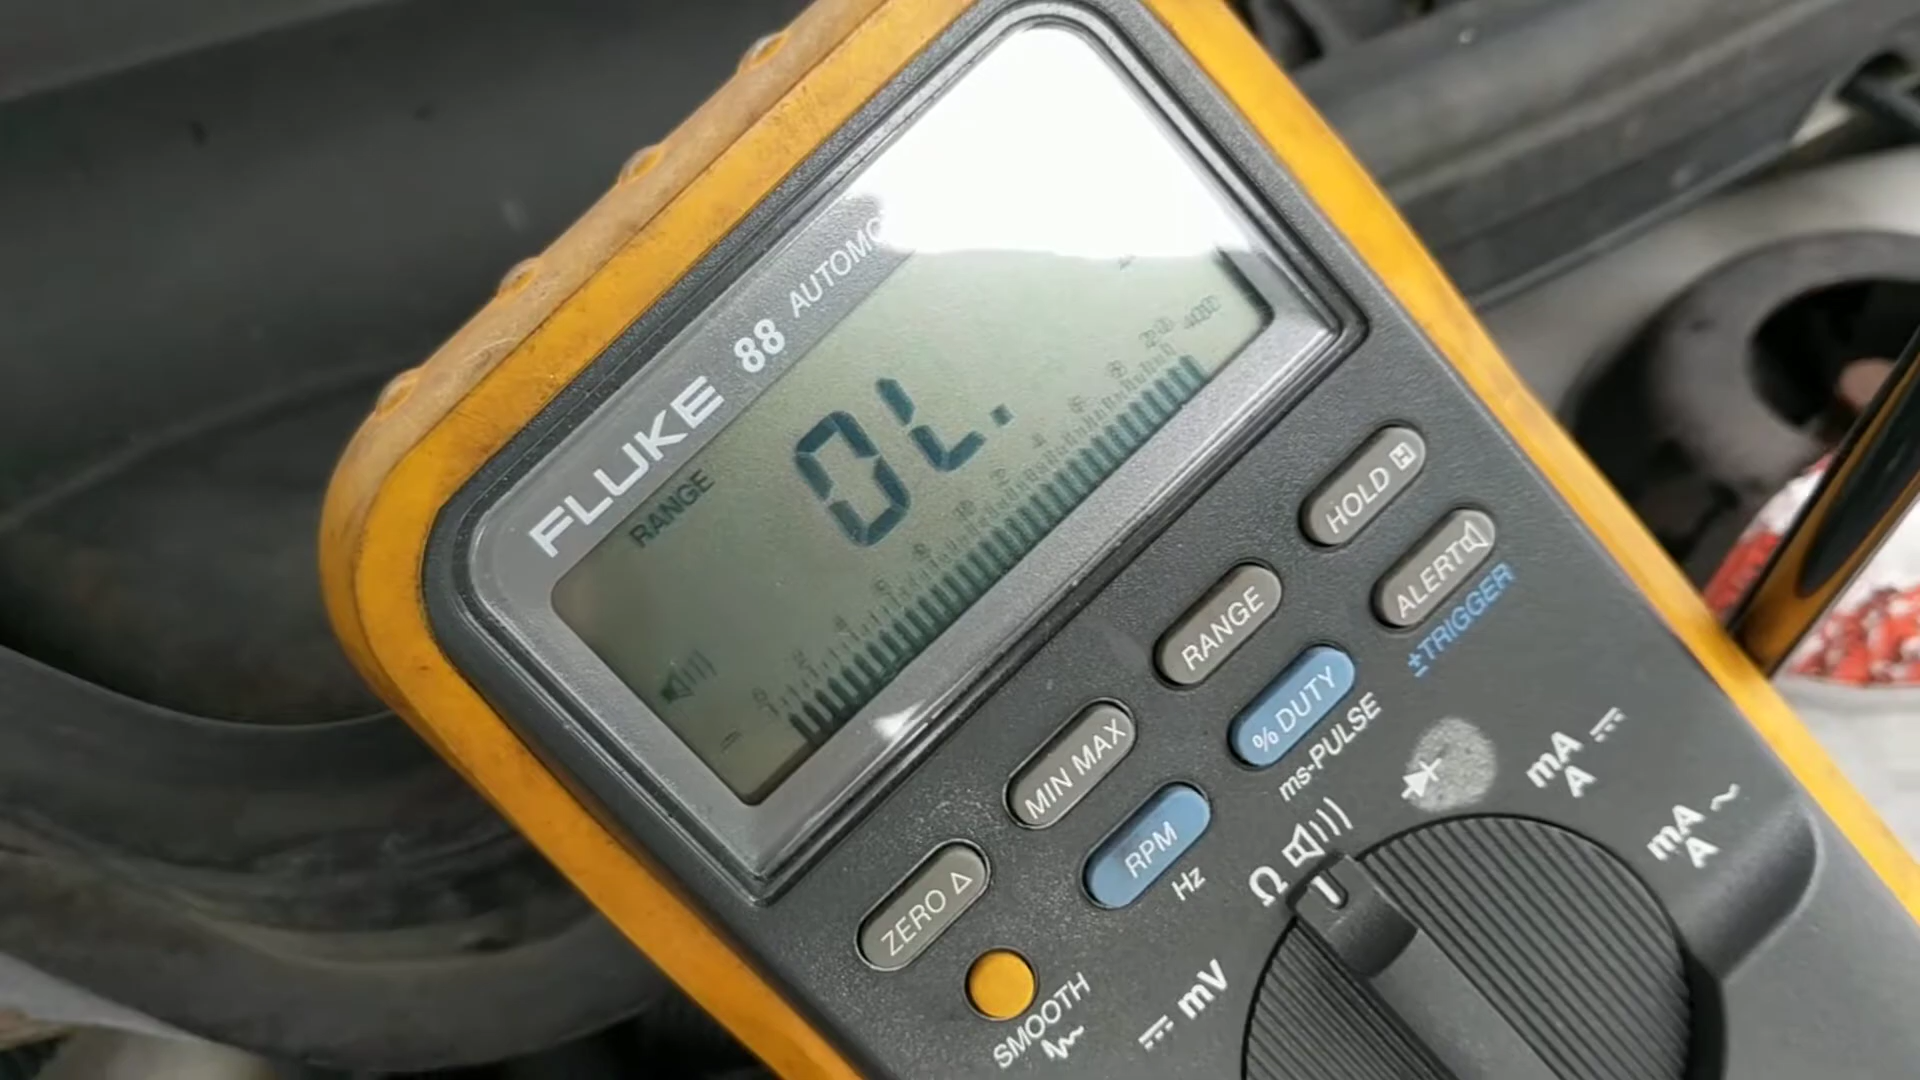 FLUKE 88 AUTOMO
RANGE
OL.
HOLD H
ALERT
±TRIGGER
RANGE
% DUTY
ms-PULSE
MIN MAX
RPM
Hz
ZERO Δ
SMOOTH
mV
Ω
mA
A
mA
A